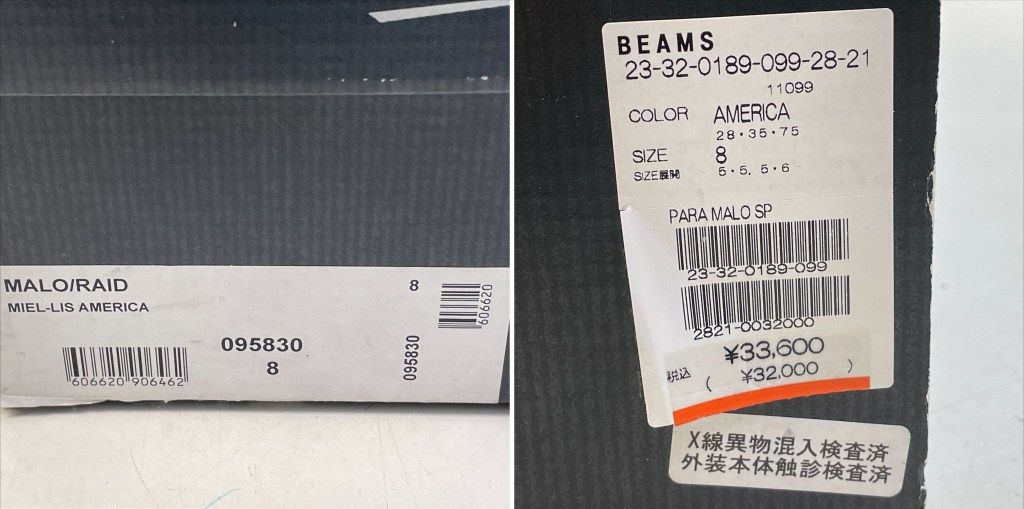 MALO/RAID 8
MIEL-LIS AMERICA
606620
095830
8
095830
606620 906462
BEAMS
23-32-0189-099-28-21
11099
COLOR AMERICA
28・35・75
SIZE 8
SIZE展開 5・5.5・6
PARA MALO SP
23-32-0189-099
2821-0032000
¥33,600
税込 ( ¥32,000 )
X線異物混入検査済
外装本体触診検査済